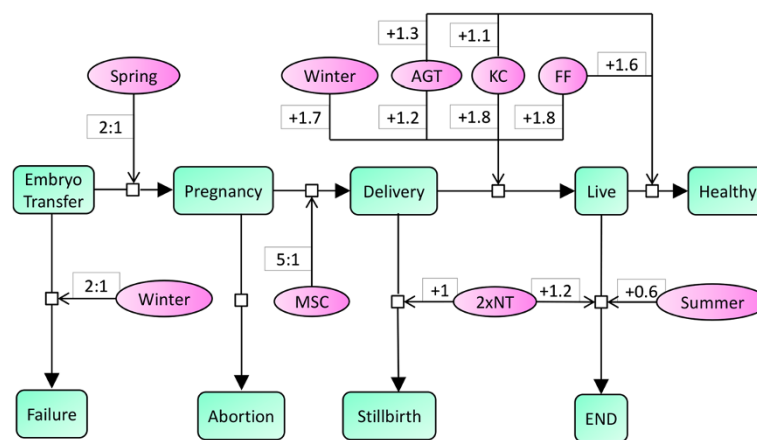 +1.3
+1.1
Spring
Winter
AGT
KC
FF
+1.6
2:1
+1.7
+1.2
+1.8
+1.8
Embryo
Transfer
Pregnancy
Delivery
Live
Healthy
5:1
2:1
Winter
MSC
+1
2xNT
+1.2
+0.6
Summer
Failure
Abortion
Stillbirth
END